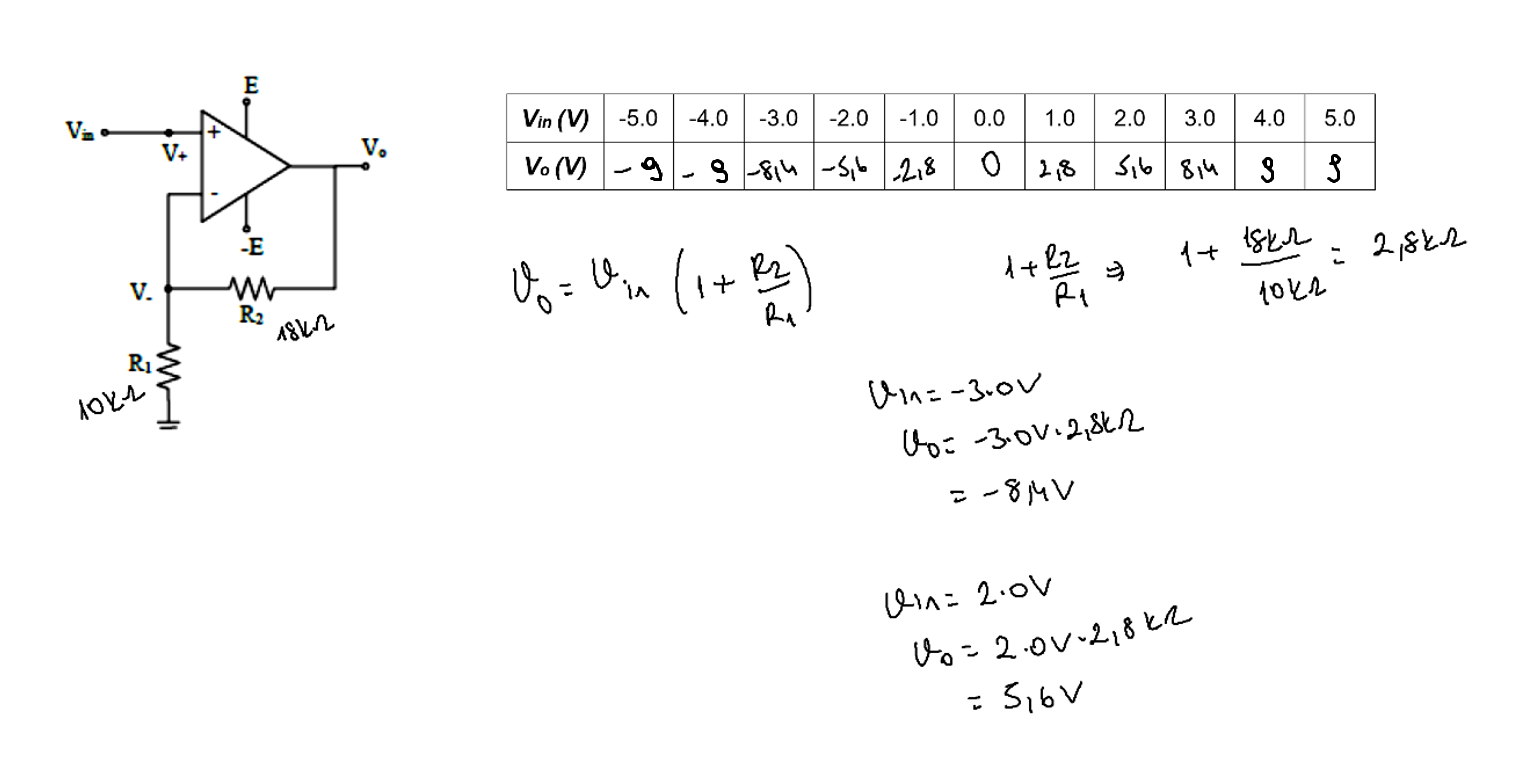 E
Vin
V+
+
Vo
-
-E
V-
R2
18kΩ
R1
10kΩ
Vin (V) -5.0 -4.0 -3.0 -2.0 -1.0 0.0 1.0 2.0 3.0 4.0 5.0
Vo (V) -9 -9 -8,4 -5,6 -2,8 0 2,8 5,6 8,4 9 9
Vo = Vin (1 + R2/R1)
1 + R2/R1 ⇒ 1 + 18kΩ/10kΩ = 2,8kΩ
Vin = -3.0V
Vo = -3.0V.2,8kΩ
= -8,4V
Vin = 2.0V
Vo = 2.0V.2,8kΩ
= 5,6V